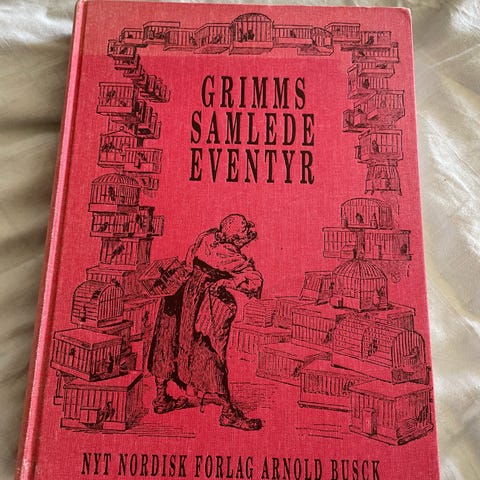 GRIMMS
SAMLEDE
EVENTYR
NYT NORDISK FORLAG ARNOLD BUSCK